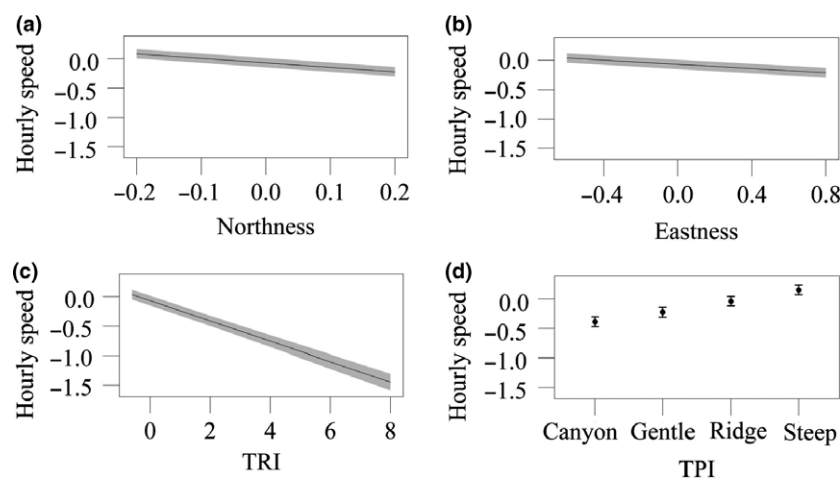 (a)
Hourly speed
0.0
−0.5
−1.0
−1.5
−0.2 −0.1 0.0 0.1 0.2
Northness
(b)
Hourly speed
0.0
−0.5
−1.0
−1.5
−0.4 0.0 0.4 0.8
Eastness
(c)
Hourly speed
0.0
−0.5
−1.0
−1.5
0 2 4 6 8
TRI
(d)
Hourly speed
0.0
−0.5
−1.0
−1.5
Canyon Gentle Ridge Steep
TPI